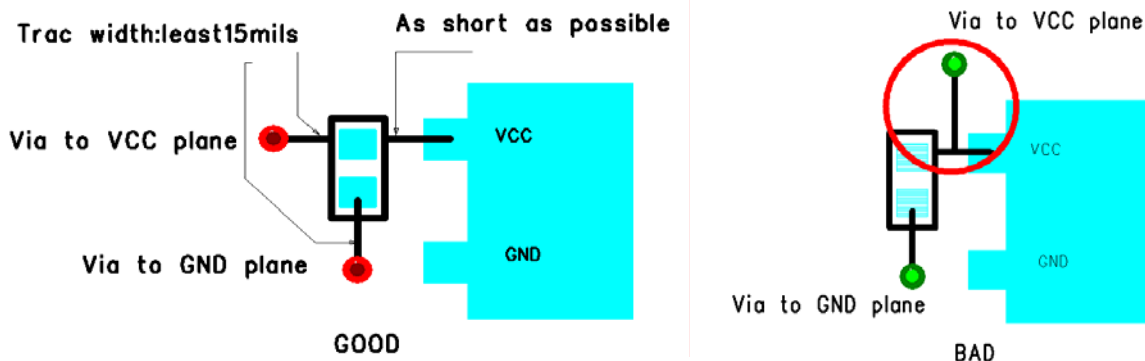 Trac width:least15mils
As short as possible
Via to VCC plane
VCC
GND
Via to GND plane
GOOD
Via to VCC plane
VCC
GND
Via to GND plane
BAD